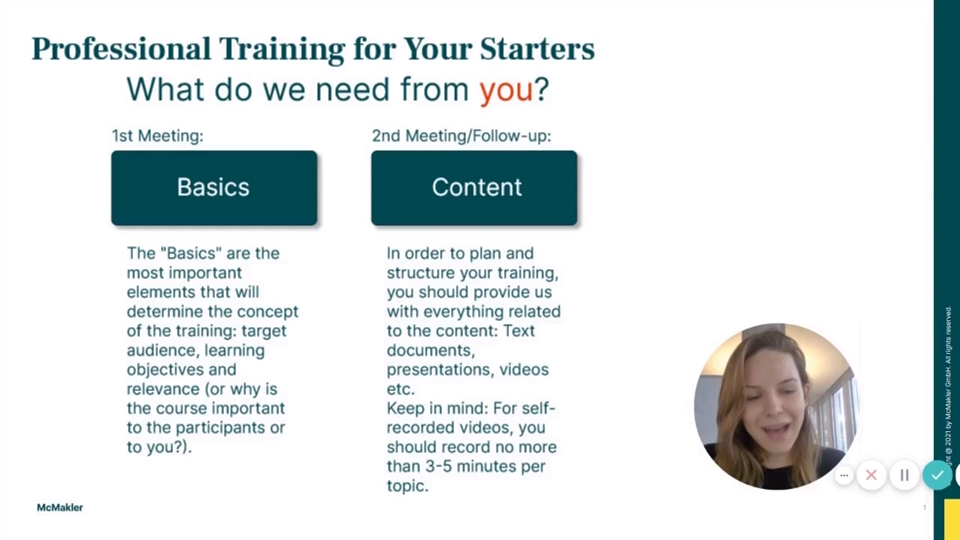 Professional Training for Your Starters
What do we need from you?
1st Meeting:
Basics
The "Basics" are the
most important
elements that will
determine the concept
of the training: target
audience, learning
objectives and
relevance (or why is
the course important
to the participants or
to you?).
2nd Meeting/Follow-up:
Content
In order to plan and
structure your training,
you should provide us
with everything related
to the content: Text
documents,
presentations, videos
etc.
Keep in mind: For self-
recorded videos, you
should record no more
than 3-5 minutes per
topic.
McMakler
1
@ 2021 by McMakler GmbH. All rights reserved.